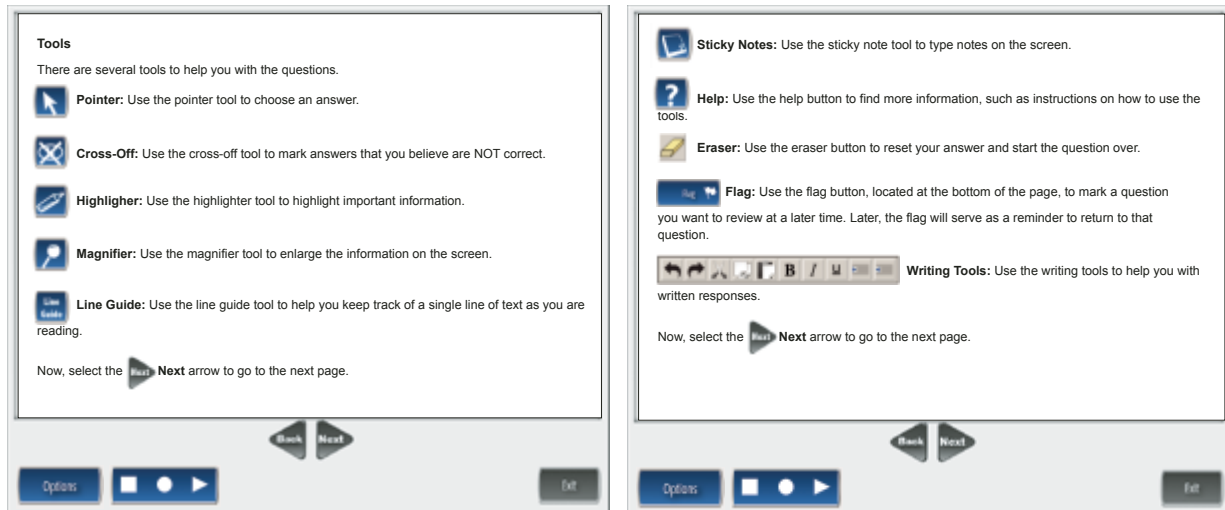 Tools
There are several tools to help you with the questions.
Pointer: Use the pointer tool to choose an answer.
Cross-Off: Use the cross-off tool to mark answers that you believe are NOT correct.
Highligher: Use the highlighter tool to highlight important information.
Magnifier: Use the magnifier tool to enlarge the information on the screen.
Line
Guide
Line Guide: Use the line guide tool to help you keep track of a single line of text as you are
reading.
Now, select the Next Next arrow to go to the next page.
Back Next
Options
Exit
Sticky Notes: Use the sticky note tool to type notes on the screen.
? Help: Use the help button to find more information, such as instructions on how to use the
tools.
Eraser: Use the eraser button to reset your answer and start the question over.
Flag Flag: Use the flag button, located at the bottom of the page, to mark a question
you want to review at a later time. Later, the flag will serve as a reminder to return to that
question.
B I U Writing Tools: Use the writing tools to help you with
written responses.
Now, select the Next Next arrow to go to the next page.
Back Next
Options
Exit